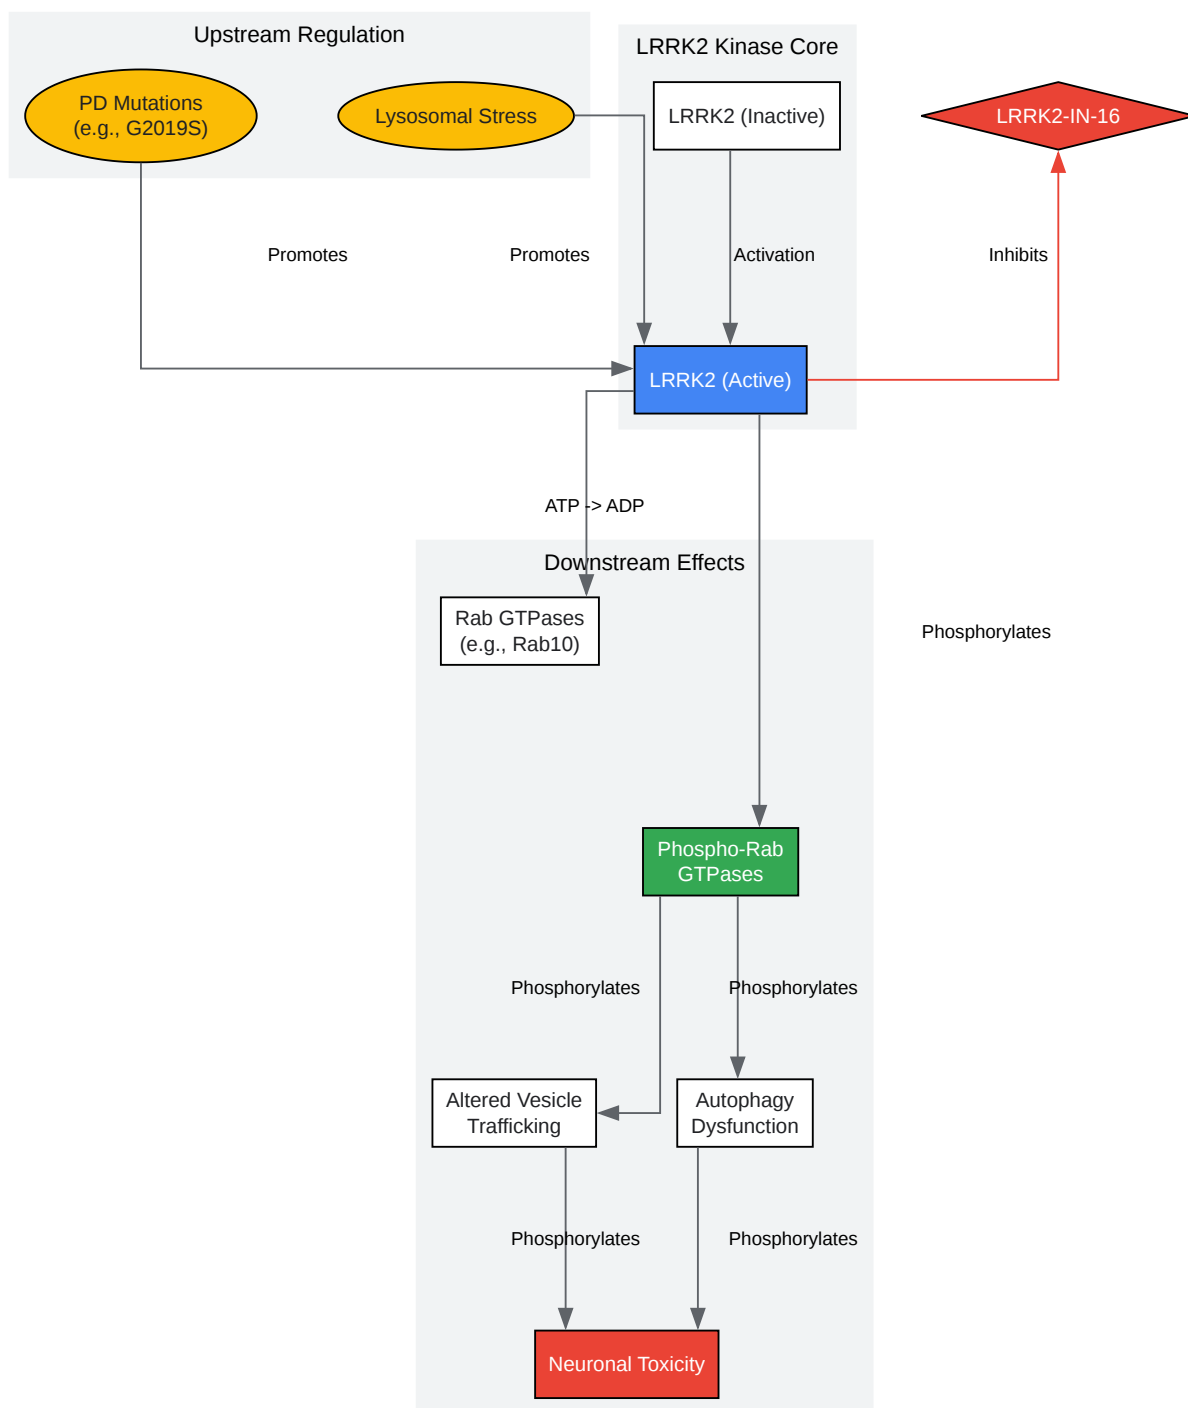 Upstream Regulation
LRRK2 Kinase Core
PD Mutations
(e.g., G2019S)
Lysosomal Stress
LRRK2 (Inactive)
LRRK2-IN-16
Promotes
Promotes
Activation
Inhibits
LRRK2 (Active)
ATP -> ADP
Downstream Effects
Rab GTPases
(e.g., Rab10)
Phosphorylates
Phospho-Rab
GTPases
Phosphorylates
Phosphorylates
Altered Vesicle
Trafficking
Autophagy
Dysfunction
Phosphorylates
Phosphorylates
Neuronal Toxicity